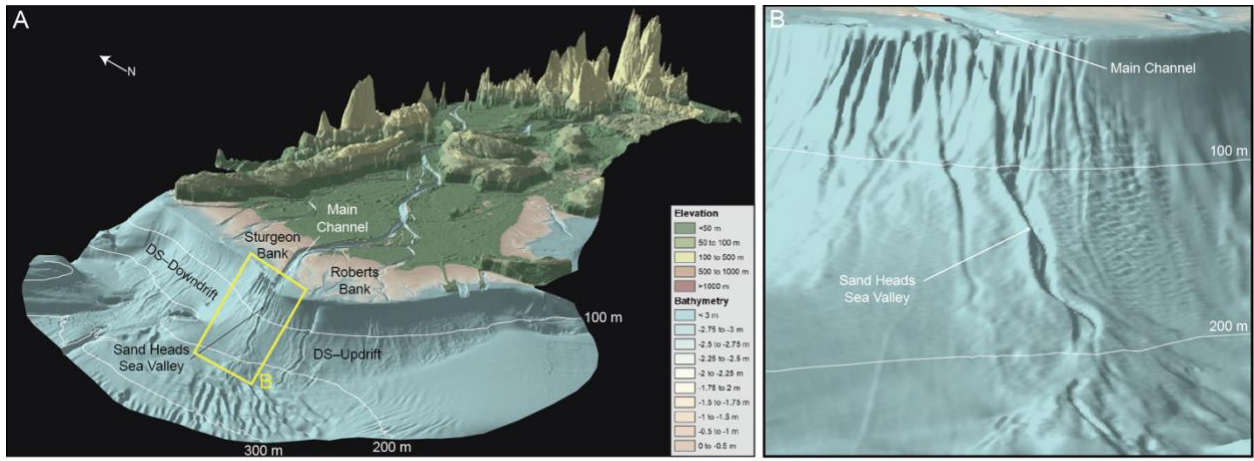 A
N
Main
Channel
Sturgeon
Bank
DS–Downdrift
Roberts
Bank
100 m
Sand Heads
Sea Valley
DS–Updrift
B
300 m
200 m
Elevation
<50 m
50 to 100 m
100 to 500 m
500 to 1000 m
>1000 m
Bathymetry
< 3 m
-2.75 to -3 m
-2.5 to -2.75 m
-2.25 to -2.5 m
-2 to -2.25 m
-1.75 to 2 m
-1.5 to -1.75 m
-1 to -1.5 m
-0.5 to -1 m
0 to -0.5 m
B
Main Channel
100 m
Sand Heads
Sea Valley
200 m